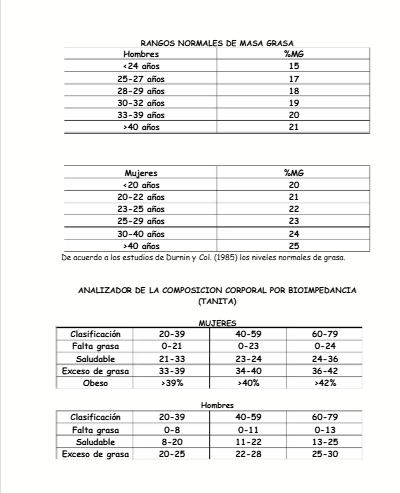 RANGOS NORMALES DE MASA GRASA
Hombres %MG
<24 años 15
25-27 años 17
28-29 años 18
30-32 años 19
33-39 años 20
>40 años 21
Mujeres %MG
<20 años 20
20-22 años 21
23-25 años 22
25-29 años 23
30-40 años 24
>40 años 25
De acuerdo a los estudios de Durnin y Col. (1985) los niveles normales de grasa.
ANALIZADOR DE LA COMPOSICION CORPORAL POR BIOIMPEDANCIA
(TANITA)
MUJERES
Clasificación 20-39 40-59 60-79
Falta grasa 0-21 0-23 0-24
Saludable 21-33 23-24 24-36
Exceso de grasa 33-39 34-40 36-42
Obeso >39% >40% >42%
Hombres
Clasificación 20-39 40-59 60-79
Falta grasa 0-8 0-11 0-13
Saludable 8-20 11-22 13-25
Exceso de grasa 20-25 22-28 25-30